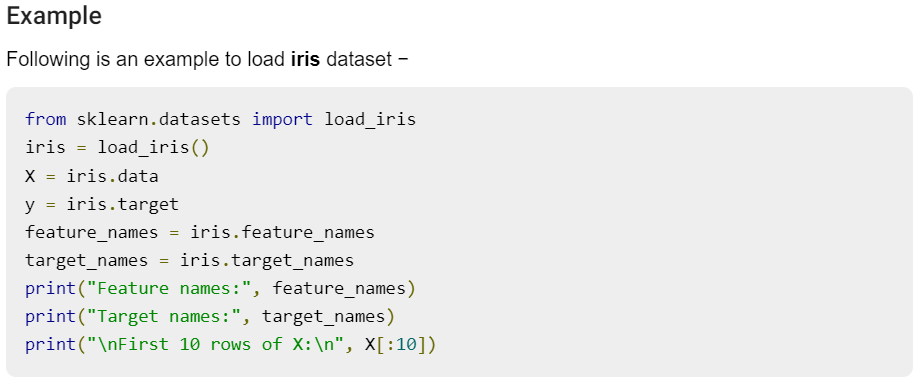 Example
Following is an example to load iris dataset −
from sklearn.datasets import load_iris
iris = load_iris()
X = iris.data
y = iris.target
feature_names = iris.feature_names
target_names = iris.target_names
print("Feature names:", feature_names)
print("Target names:", target_names)
print("\nFirst 10 rows of X:\n", X[:10])